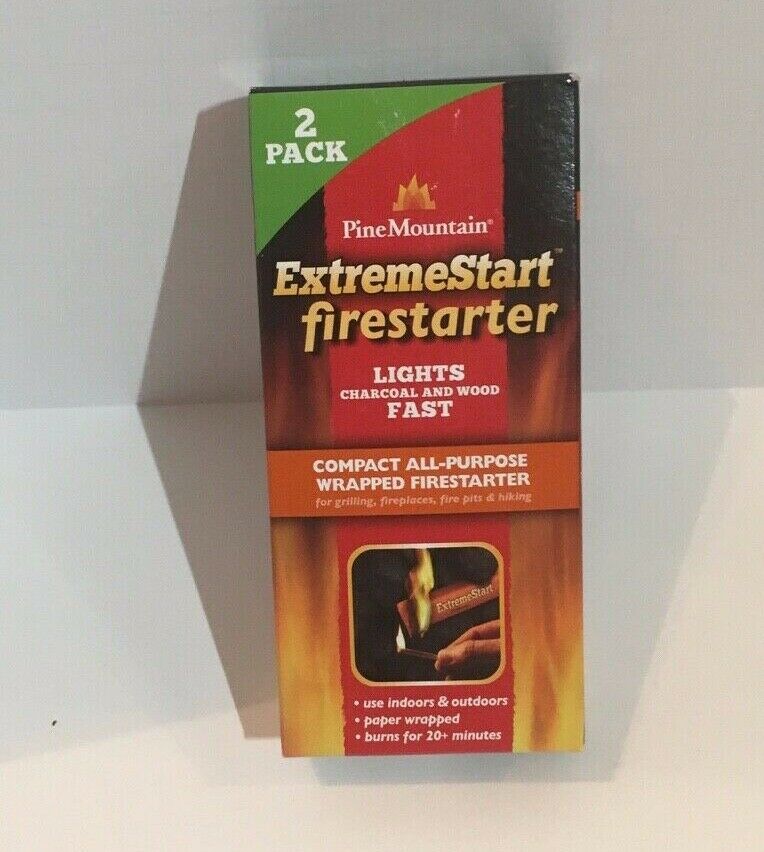 2
PACK
PineMountain®
ExtremeStart™
firestarter
LIGHTS
CHARCOAL AND WOOD
FAST
COMPACT ALL-PURPOSE
WRAPPED FIRESTARTER
for grilling, fireplaces, fire pits & hiking
ExtremeStart
• use indoors & outdoors
• paper wrapped
• burns for 20+ minutes